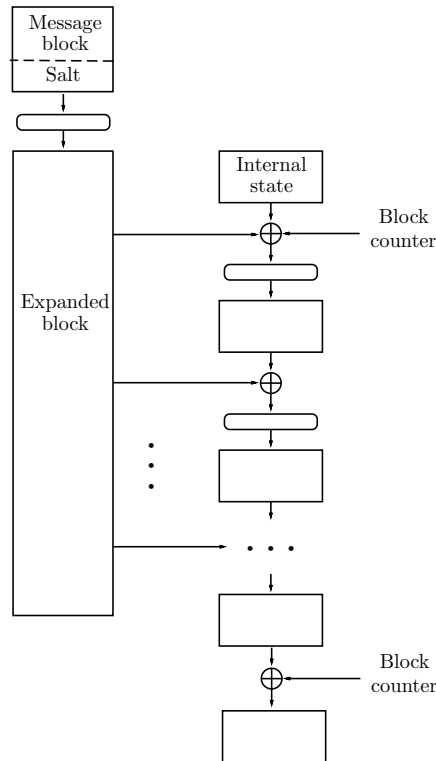 Message
block
Salt
Internal
state
Block
counter
Expanded
block
Block
counter